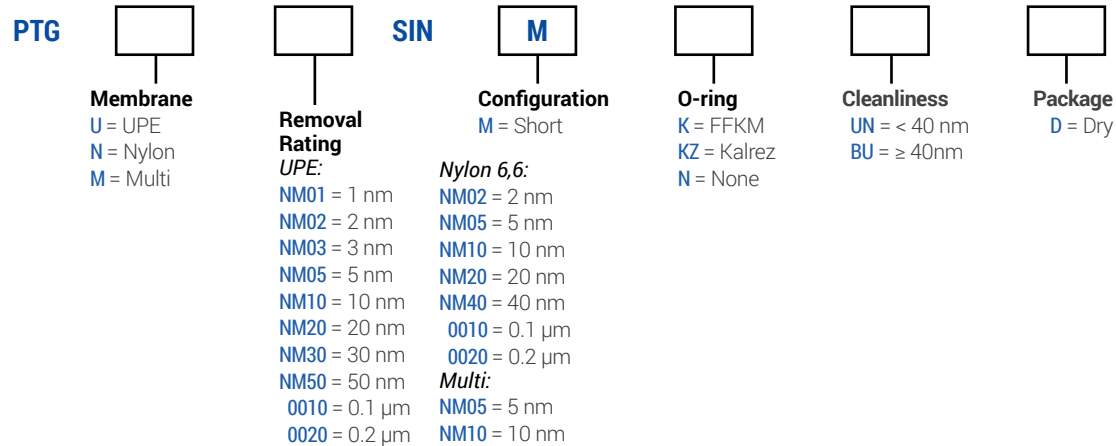 PTG SIN M
Membrane
U = UPE
N = Nylon
M = Multi
Removal
Rating
UPE:
NM01 = 1 nm
NM02 = 2 nm
NM03 = 3 nm
NM05 = 5 nm
NM10 = 10 nm
NM20 = 20 nm
NM30 = 30 nm
NM50 = 50 nm
0010 = 0.1 µm
0020 = 0.2 µm
Nylon 6,6:
NM02 = 2 nm
NM05 = 5 nm
NM10 = 10 nm
NM20 = 20 nm
NM40 = 40 nm
0010 = 0.1 µm
0020 = 0.2 µm
Multi:
NM05 = 5 nm
NM10 = 10 nm
Configuration
M = Short
O-ring
K = FFKM
KZ = Kalrez
N = None
Cleanliness
UN = < 40 nm
BU = ≥ 40nm
Package
D = Dry